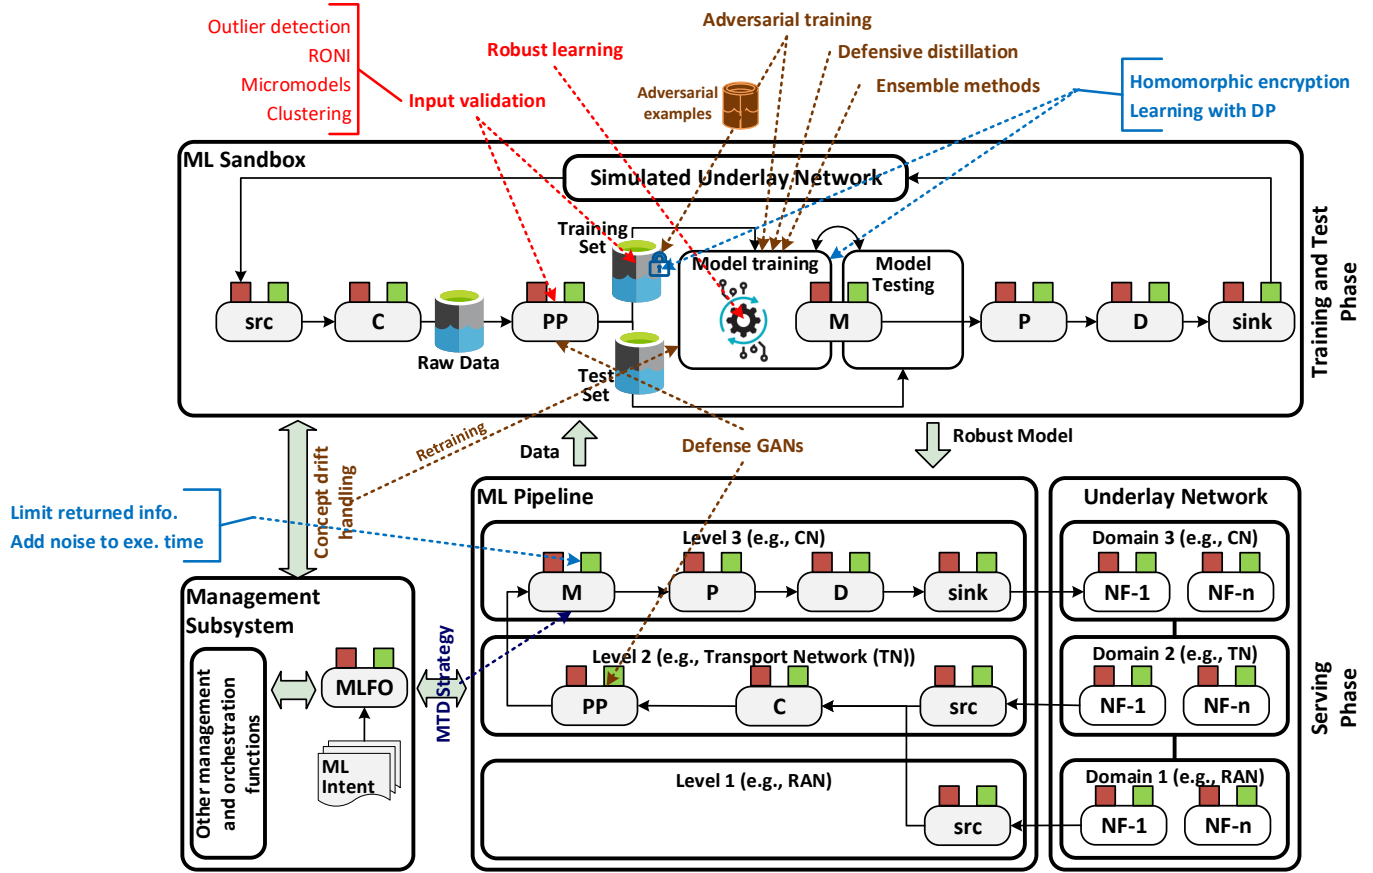 Outlier detection
RONI
Micromodels
Clustering
Input validation
Robust learning
Adversarial training
Defensive distillation
Ensemble methods
Adversarial
examples
Homomorphic encryption
Learning with DP
ML Sandbox
Simulated Underlay Network
Training
Set
Model training
Model
Testing
src
C
Raw Data
PP
Test
Set
M
P
D
sink
Training and Test
Phase
Concept drift
handling
Retraining
Data
Defense GANs
Robust Model
Limit returned info.
Add noise to exe. time
Management
Subsystem
Other management
and orchestration
functions
MLFO
ML
Intent
MTD Strategy
ML Pipeline
Level 3 (e.g., CN)
M
P
D
sink
Level 2 (e.g., Transport Network (TN))
PP
C
src
Level 1 (e.g., RAN)
src
Underlay Network
Domain 3 (e.g., CN)
NF-1
NF-n
Domain 2 (e.g., TN)
NF-1
NF-n
Domain 1 (e.g., RAN)
NF-1
NF-n
Serving
Phase